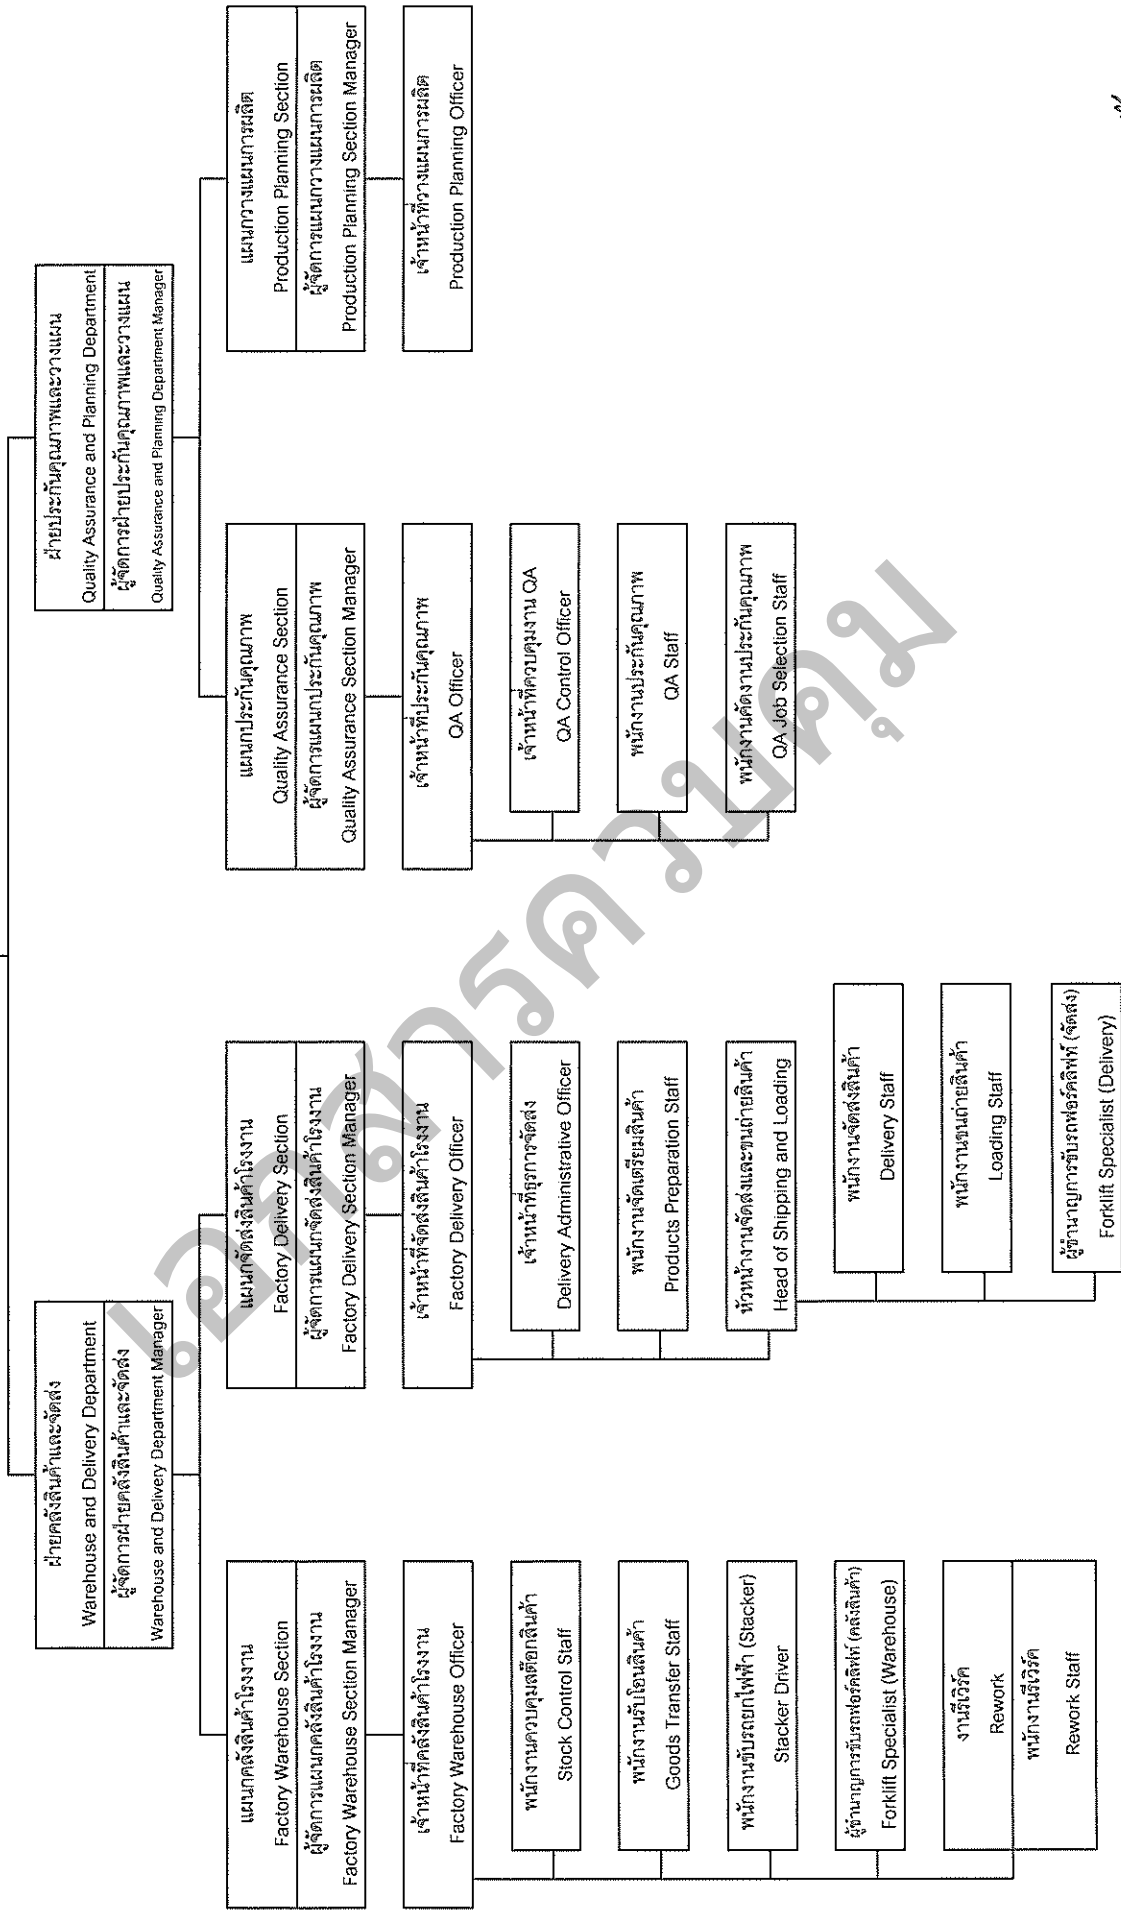 ฝ่ายคลังสินค้าและจัดส่ง
Warehouse and Delivery Department
ผู้จัดการฝ่ายคลังสินค้าและจัดส่ง
Warehouse and Delivery Department Manager
ฝ่ายประกันคุณภาพและวางแผน
Quality Assurance and Planning Department
ผู้จัดการฝ่ายประกันคุณภาพและวางแผน
Quality Assurance and Planning Department Manager
แผนกคลังสินค้าโรงงาน
Factory Warehouse Section
ผู้จัดการแผนกคลังสินค้าโรงงาน
Factory Warehouse Section Manager
เจ้าหน้าที่คลังสินค้าโรงงาน
Factory Warehouse Officer
พนักงานควบคุมสต๊อกสินค้า
Stock Control Staff
พนักงานรับโอนสินค้า
Goods Transfer Staff
พนักงานขับรถยกไฟฟ้า (Stacker)
Stacker Driver
ผู้ชำนาญการขับรถฟอร์คลิฟท์ (คลังสินค้า)
Forklift Specialist (Warehouse)
งานรีเวิร์ค
Rework
พนักงานรีเวิร์ค
Rework Staff
แผนกจัดส่งสินค้าโรงงาน
Factory Delivery Section
ผู้จัดการแผนกจัดส่งสินค้าโรงงาน
Factory Delivery Section Manager
เจ้าหน้าที่จัดส่งสินค้าโรงงาน
Factory Delivery Officer
เจ้าหน้าที่ธุรการจัดส่ง
Delivery Administrative Officer
พนักงานจัดเตรียมสินค้า
Products Preparation Staff
หัวหน้างานจัดส่งและขนถ่ายสินค้า
Head of Shipping and Loading
พนักงานจัดส่งสินค้า
Delivery Staff
พนักงานขนถ่ายสินค้า
Loading Staff
ผู้ชำนาญการขับรถฟอร์คลิฟท์ (จัดส่ง)
Forklift Specialist (Delivery)
แผนกประกันคุณภาพ
Quality Assurance Section
ผู้จัดการแผนกประกันคุณภาพ
Quality Assurance Section Manager
เจ้าหน้าที่ประกันคุณภาพ
QA Officer
เจ้าหน้าที่ควบคุมงาน QA
QA Control Officer
พนักงานประกันคุณภาพ
QA Staff
พนักงานคัดงานประกันคุณภาพ
QA Job Selection Staff
แผนกวางแผนการผลิต
Production Planning Section
ผู้จัดการแผนกวางแผนการผลิต
Production Planning Section Manager
เจ้าหน้าที่วางแผนการผลิต
Production Planning Officer
เอกสารควบคุม